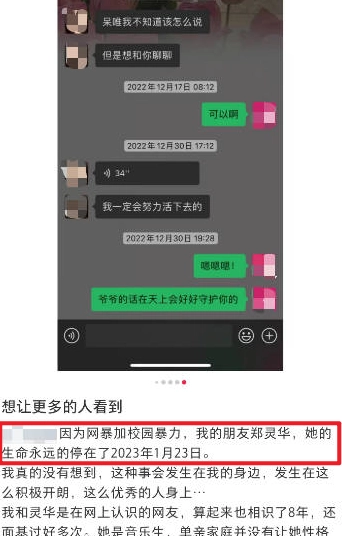 呆唯我不知道该怎么说
但是想和你聊聊
2022年12月17日 08:12
可以啊
2022年12月30日 17:12
34"
我一定会努力活下去的
2022年12月30日 19:28
嗯嗯嗯！
爷爷的话在天上会好好守护你的
想让更多的人看到
因为网暴加校园暴力，我的朋友郑灵华，她的
生命永远的停在了2023年1月23日。
我真的没有想到，这种事会发生在我的身边，发生在这
么积极开朗，这么优秀的人身上…
我和灵华是在网上认识的网友，算起来也相识了8年，还
面基过好多次。她是音乐生，单亲家庭并没有让她性格